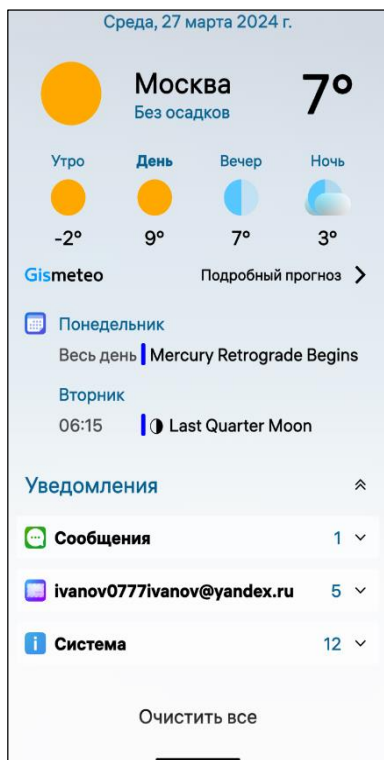 Среда, 27 марта 2024 г.
Москва 7°
Без осадков
Утро День Вечер Ночь
-2° 9° 7° 3°
Gismeteo Подробный прогноз
Понедельник
Весь день Mercury Retrograde Begins
Вторник
06:15 Last Quarter Moon
Уведомления
Сообщения 1
ivanov0777ivanov@yandex.ru 5
Система 12
Очистить все